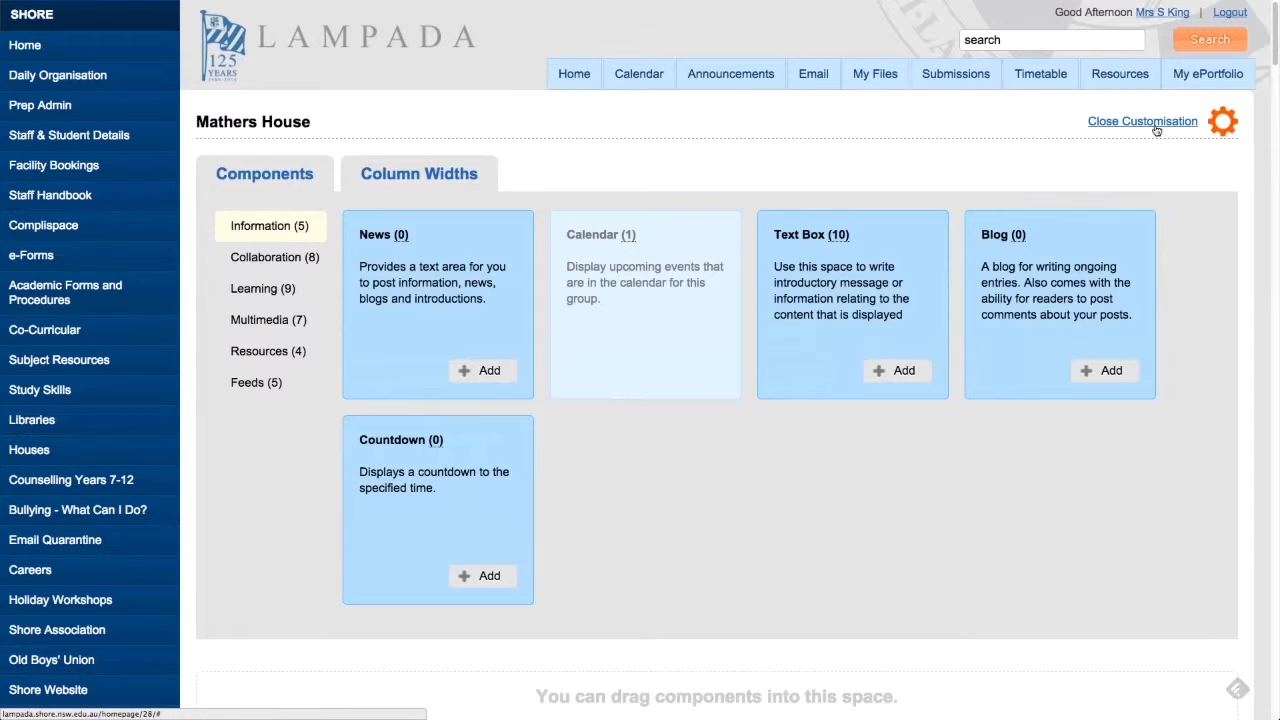 SHORE
Home
Daily Organisation
Prep Admin
Staff & Student Details
Facility Bookings
Staff Handbook
Complispace
e-Forms
Academic Forms and
Procedures
Co-Curricular
Subject Resources
Study Skills
Libraries
Houses
Counselling Years 7-12
Bullying - What Can I Do?
Email Quarantine
Careers
Holiday Workshops
Shore Association
Old Boys' Union
Shore Website
lampada.shore.nsw.edu.au/homepage/28/#
125
YEARS
LAMPADA
Good Afternoon Mrs S King | Logout
search
Search
Home
Calendar
Announcements
Email
My Files
Submissions
Timetable
Resources
My ePortfolio
Mathers House
Close Customisation
Components
Column Widths
Information (5)
Collaboration (8)
Learning (9)
Multimedia (7)
Resources (4)
Feeds (5)
News (0)
Provides a text area for you
to post information, news,
blogs and introductions.
Add
Calendar (1)
Display upcoming events that
are in the calendar for this
group.
Text Box (10)
Use this space to write
introductory message or
information relating to the
content that is displayed
Add
Blog (0)
A blog for writing ongoing
entries. Also comes with the
ability for readers to post
comments about your posts.
Add
Countdown (0)
Displays a countdown to the
specified time.
Add
You can drag components into this space.